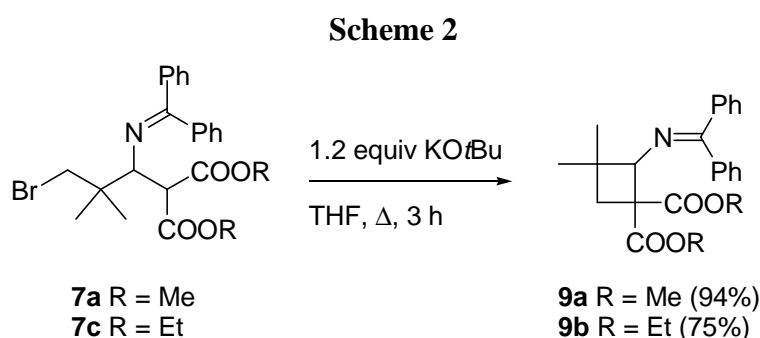 Scheme 2
Ph
N
Ph
Br
COOR
COOR
7a R = Me
7c R = Et
1.2 equiv KOtBu
THF, Δ, 3 h
Ph
N
Ph
COOR
COOR
9a R = Me (94%)
9b R = Et (75%)